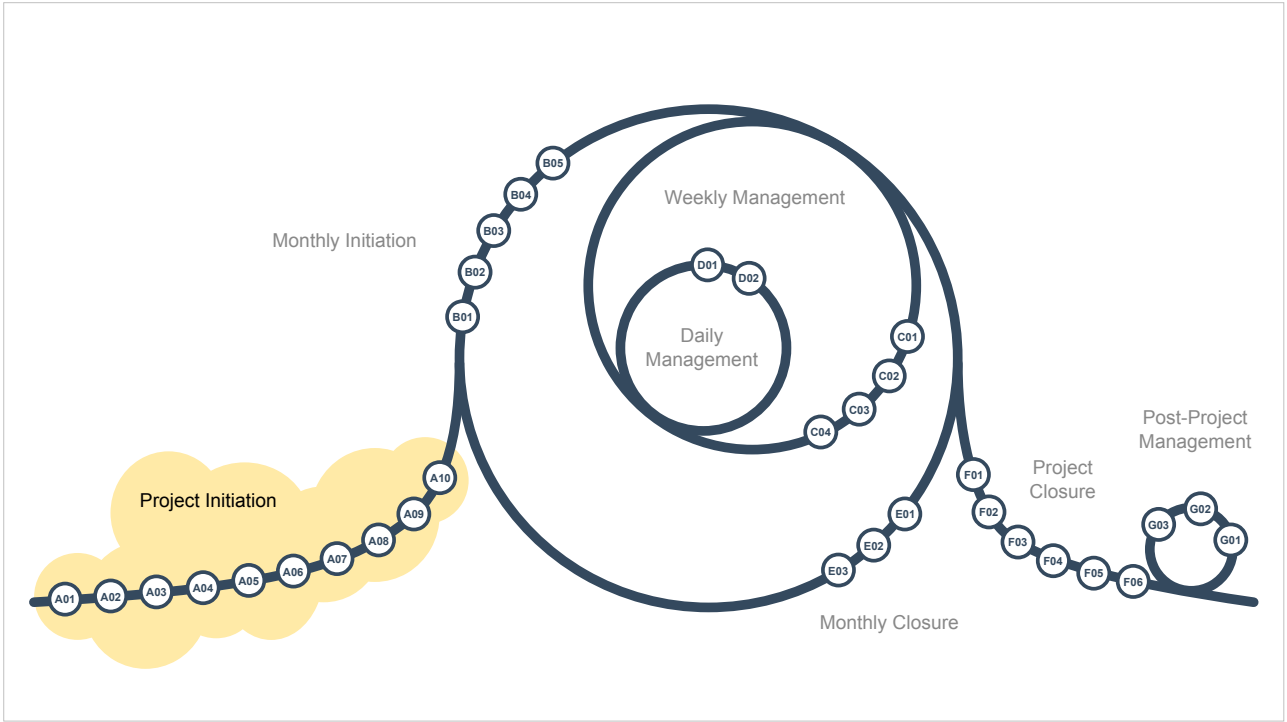 B05
B04
Weekly Management
B03
Monthly Initiation
D01
D02
B02
B01
Daily
Management
C01
C02
C03
C04
Post-Project
Management
Project
Closure
F01
A10
Project Initiation
F02
E01
A09
G02
G03
G01
F03
E02
A08
A07
F04
E03
A06
F05
A05
F06
A04
A03
A02
A01
Monthly Closure